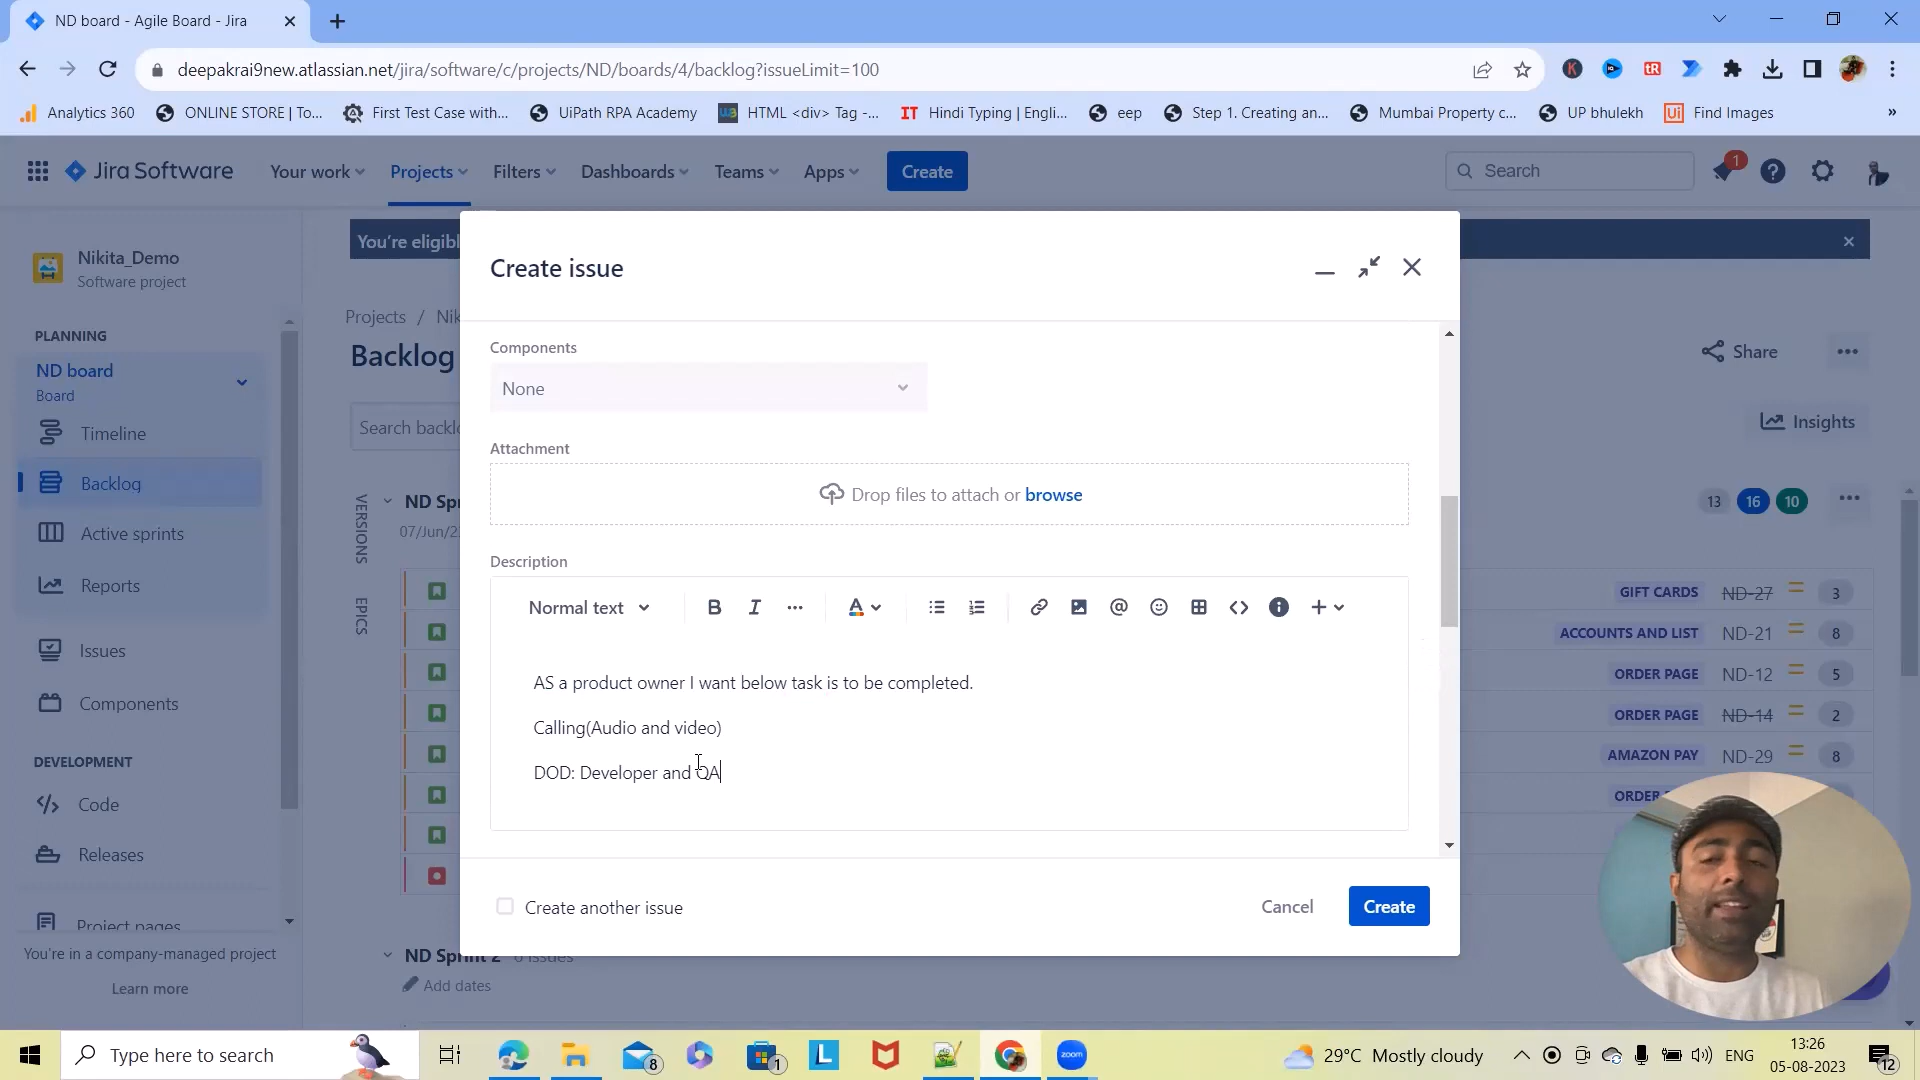 ND board - Agile Board - Jira
deepakrai9new.atlassian.net/jira/software/c/projects/ND/boards/4/backlog?issueLimit=100
Analytics 360
ONLINE STORE | To...
First Test Case with...
UiPath RPA Academy
HTML <div> Tag -...
Hindi Typing | Engli...
eep
Step 1. Creating an...
Mumbai Property c...
UP bhulekh
Find Images
»
Jira Software
Your work
Projects
Filters
Dashboards
Teams
Apps
Create
Search
1
Nikita_Demo
Software project
You're eligibl
Create issue
Projects / Nik
PLANNING
Backlog
Components
Share
ND board
Board
None
Timeline
Search backl
Insights
Attachment
Backlog
Drop files to attach or browse
VERSIONS
ND Sp
13 16 10
07/Jun/2
Active sprints
Description
Reports
EPICS
Normal text
GIFT CARDS ND-27 3
ACCOUNTS AND LIST ND-21 8
Issues
AS a product owner I want below task is to be completed.
ORDER PAGE ND-12 5
Components
Calling(Audio and video)
ORDER PAGE ND-14 2
DEVELOPMENT
DOD: Developer and QA
AMAZON PAY ND-29 8
Code
Releases
Create another issue
Cancel
Create
Project pages
You're in a company-managed project
ND Sprint 2
Learn more
Add dates
Type here to search
8
1
zoom
29°C Mostly cloudy
ENG
13:26
05-08-2023
12